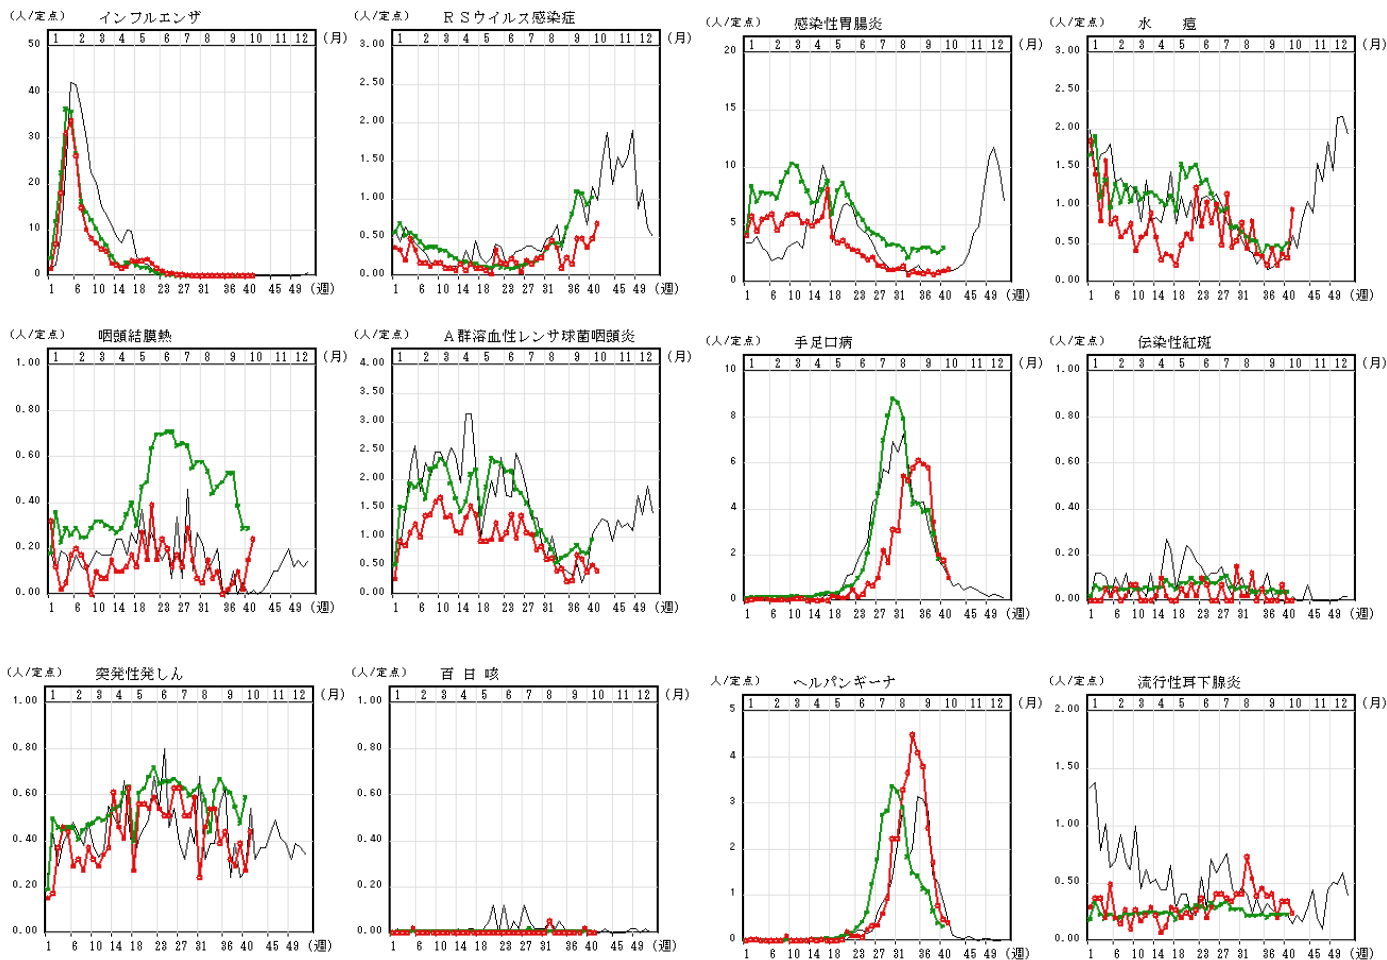 (人/定点) インフルエンザ
1 2 3 4 5 6 7 8 9 10 11 12 (月)
50
40
30
20
10
0
1 6 10 14 18 23 27 31 36 40 45 49 (週)
(人/定点) ＲＳウイルス感染症
1 2 3 4 5 6 7 8 9 10 11 12 (月)
3.00
2.50
2.00
1.50
1.00
0.50
0.00
1 6 10 14 18 23 27 31 36 40 45 49 (週)
(人/定点) 感染性胃腸炎
1 2 3 4 5 6 7 8 9 10 11 12 (月)
20
15
10
5
0
1 6 10 14 18 23 27 31 36 40 45 49 (週)
(人/定点) 水 痘
1 2 3 4 5 6 7 8 9 10 11 12 (月)
3.00
2.50
2.00
1.50
1.00
0.50
0.00
1 6 10 14 18 23 27 31 36 40 45 49 (週)
(人/定点) 咽頭結膜熱
1 2 3 4 5 6 7 8 9 10 11 12 (月)
1.00
0.80
0.60
0.40
0.20
0.00
1 6 10 14 18 23 27 31 36 40 45 49 (週)
(人/定点) Ａ群溶血性レンサ球菌咽頭炎
1 2 3 4 5 6 7 8 9 10 11 12 (月)
4.00
3.50
3.00
2.50
2.00
1.50
1.00
0.50
0.00
1 6 10 14 18 23 27 31 36 40 45 49 (週)
(人/定点) 手足口病
1 2 3 4 5 6 7 8 9 10 11 12 (月)
10
8
6
4
2
0
1 6 10 14 18 23 27 31 36 40 45 49 (週)
(人/定点) 伝染性紅斑
1 2 3 4 5 6 7 8 9 10 11 12 (月)
1.00
0.80
0.60
0.40
0.20
0.00
1 6 10 14 18 23 27 31 36 40 45 49 (週)
(人/定点) 突発性発しん
1 2 3 4 5 6 7 8 9 10 11 12 (月)
1.00
0.80
0.60
0.40
0.20
0.00
1 6 10 14 18 23 27 31 36 40 45 49 (週)
(人/定点) 百 日 咳
1 2 3 4 5 6 7 8 9 10 11 12 (月)
1.00
0.80
0.60
0.40
0.20
0.00
1 6 10 14 18 23 27 31 36 40 45 49 (週)
(人/定点) ヘルパンギーナ
1 2 3 4 5 6 7 8 9 10 11 12 (月)
5
4
3
2
1
0
1 6 10 14 18 23 27 31 36 40 45 49 (週)
(人/定点) 流行性耳下腺炎
1 2 3 4 5 6 7 8 9 10 11 12 (月)
2.00
1.50
1.00
0.50
0.00
1 6 10 14 18 23 27 31 36 40 45 49 (週)